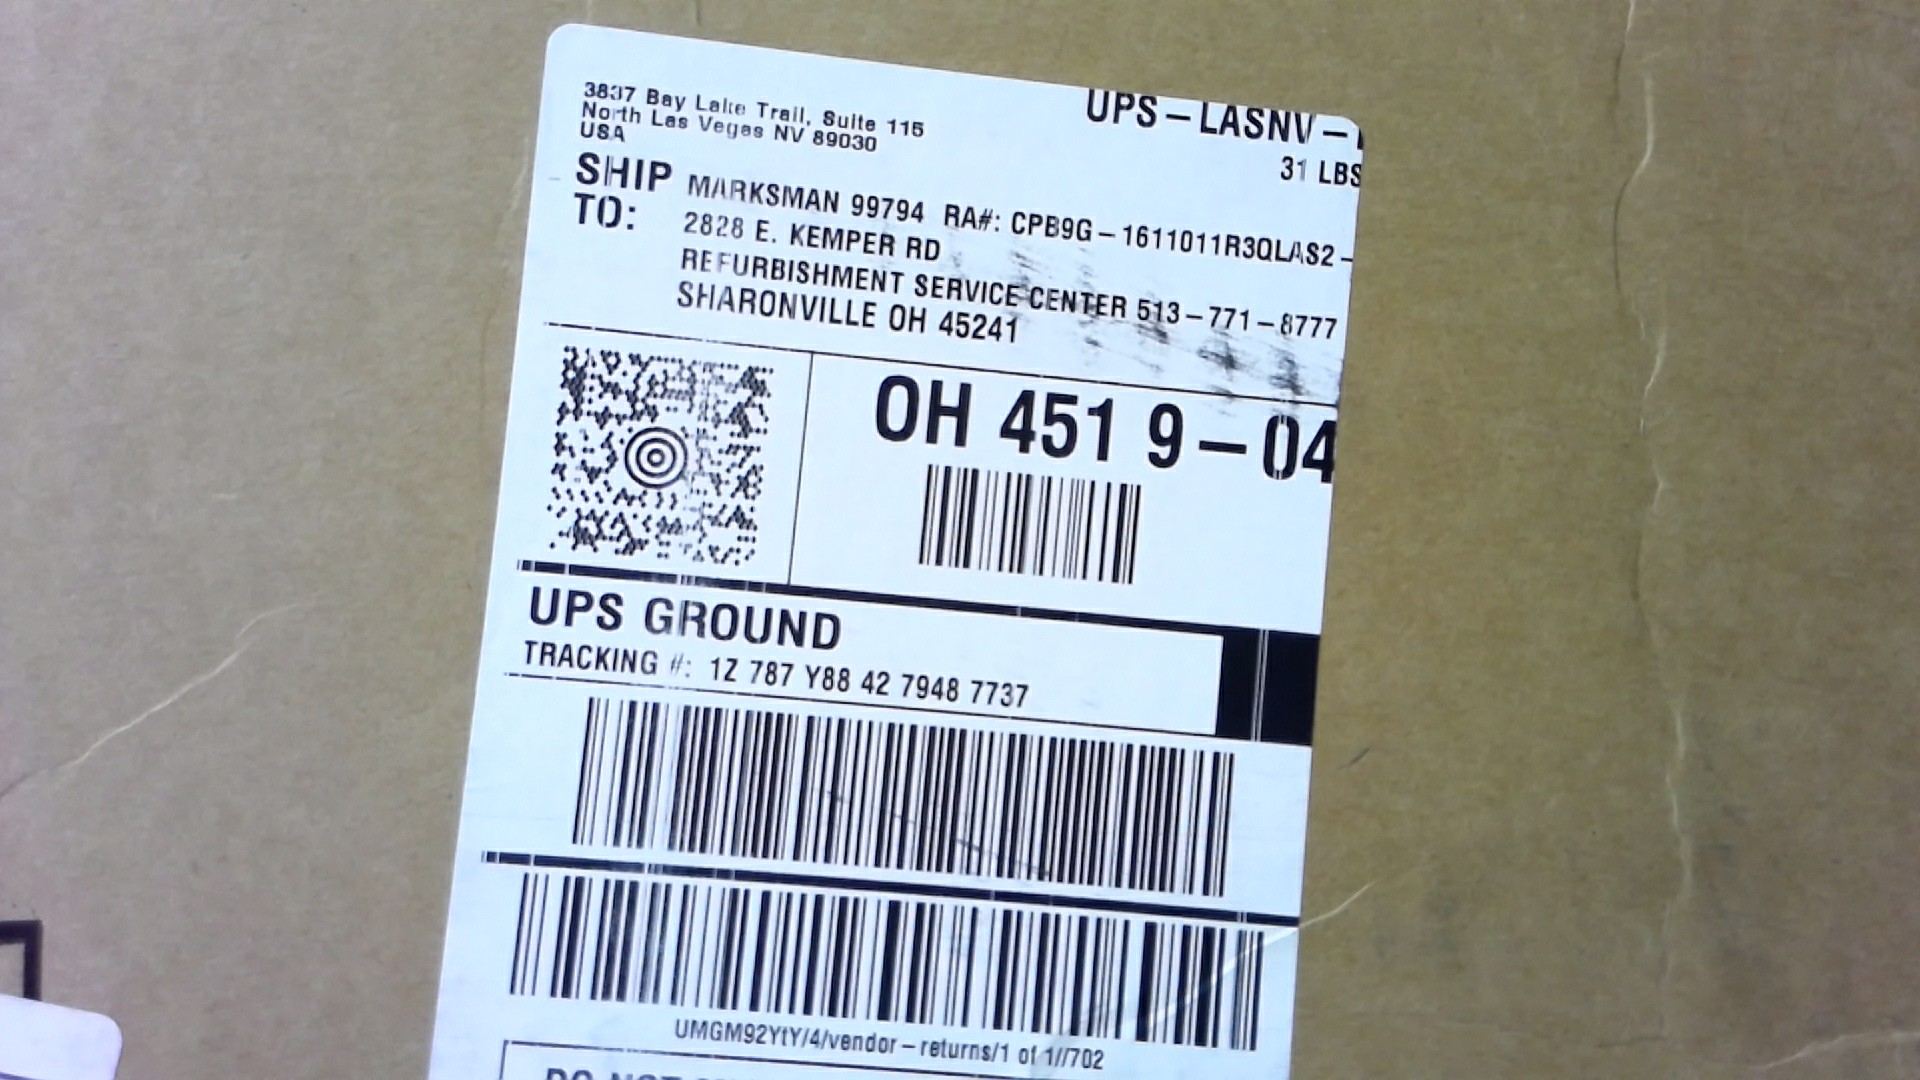 3837 Bay Lake Trail, Suite 115
North Las Vegas NV 89030
USA
UPS – LASNV –
31 LBS
SHIP TO:
MARKSMAN 99794 RA#: CPB9G – 1611011R3QLAS2 –
2828 E. KEMPER RD
REFURBISHMENT SERVICE CENTER 513 – 771 – 8777
SHARONVILLE OH 45241
OH 451 9 – 04
UPS GROUND
TRACKING #: 1Z 787 Y88 42 7948 7737
UMGM92YtY/4/vendor – returns/1 of 1//702
DO NOT